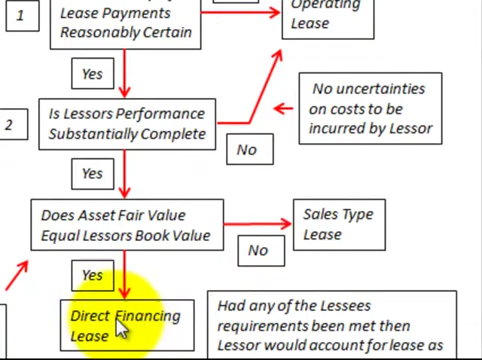 1
Lease Payments
Reasonably Certain
Operating
Lease
Yes
2
Is Lessors Performance
Substantially Complete
No
No uncertainties
on costs to be
incurred by Lessor
Yes
Does Asset Fair Value
Equal Lessors Book Value
No
Sales Type
Lease
Yes
Direct Financing
Lease
Had any of the Lessees
requirements been met then
Lessor would account for lease as